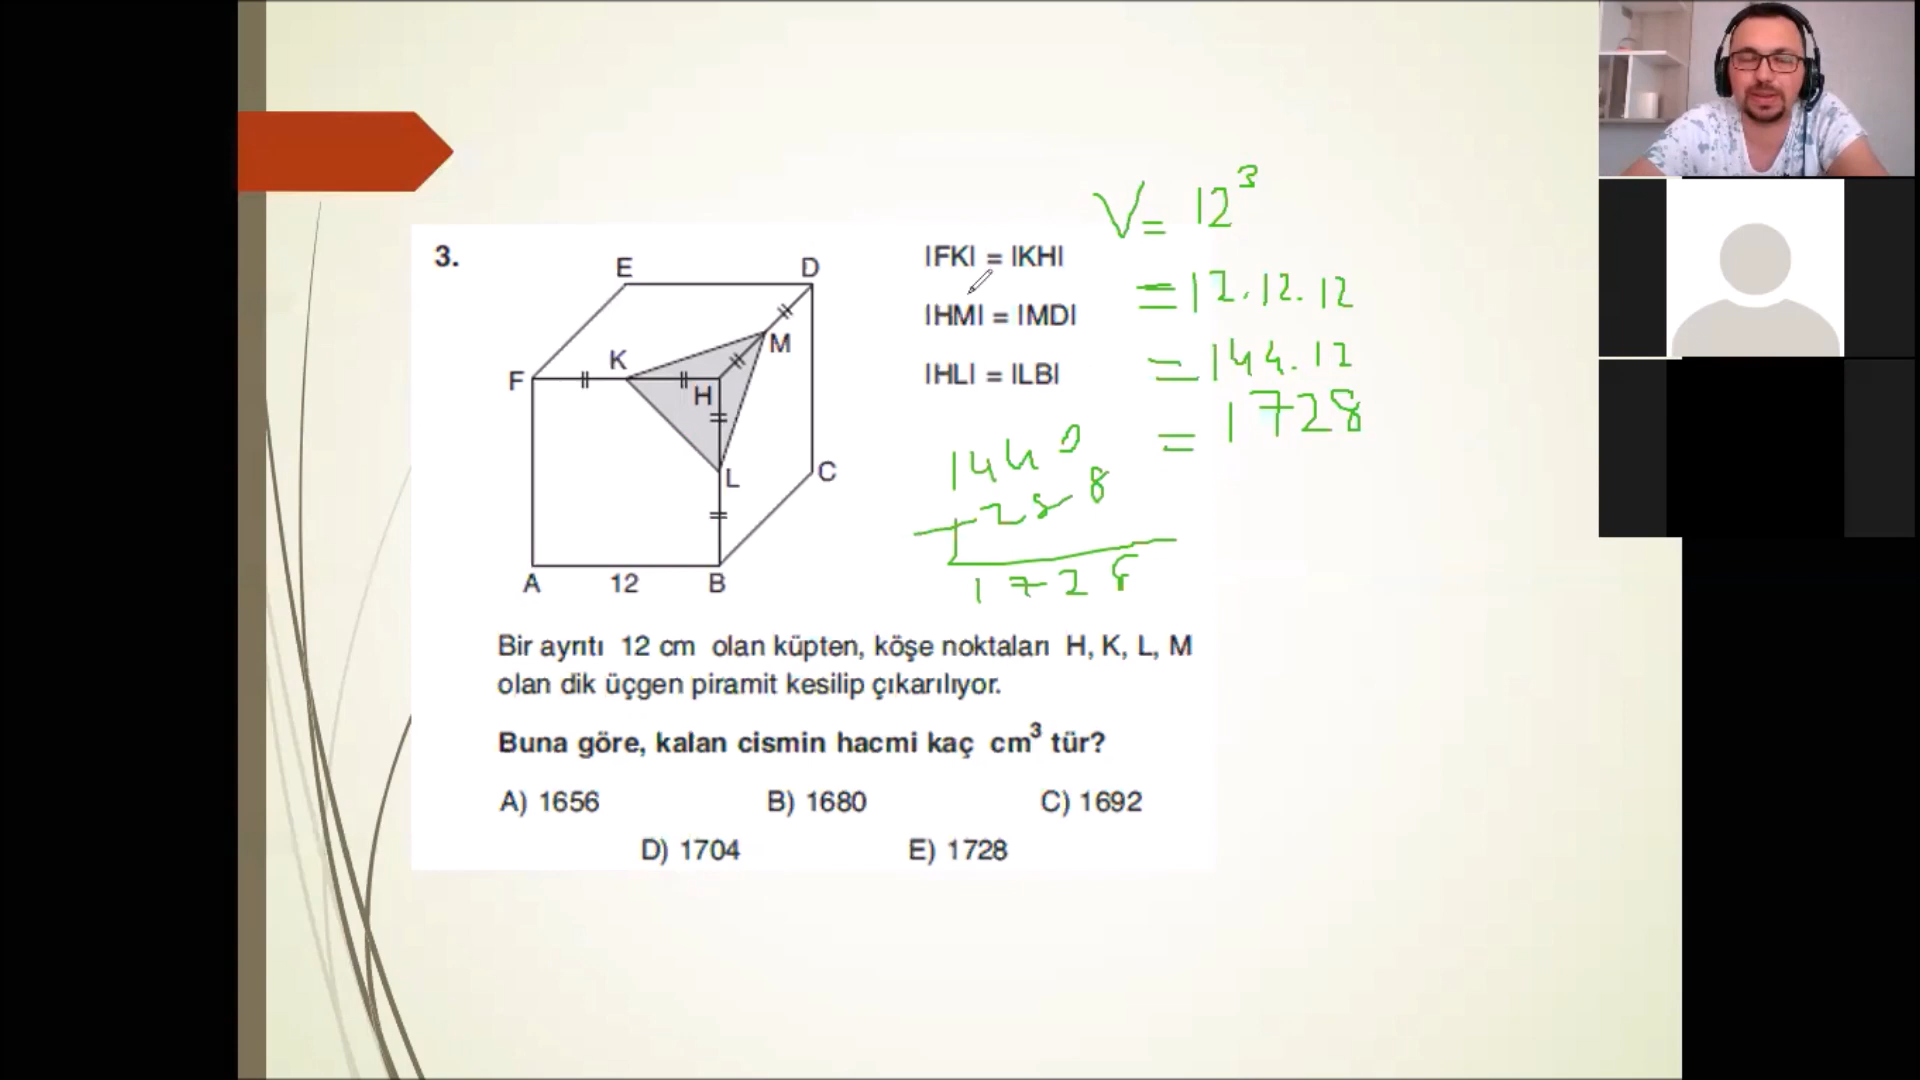 3.
E D
K M
F H
L C
A 12 B
|FK| = |KH|
|HM| = |MD|
|HL| = |LB|
V = 12³
= 12.12.12
= 144.12
= 1728
1440
+ 288
1728
Bir ayrıtı 12 cm olan küpten, köşe noktaları H, K, L, M
olan dik üçgen piramit kesilip çıkarılıyor.
Buna göre, kalan cismin hacmi kaç cm³ tür?
A) 1656 B) 1680 C) 1692
D) 1704 E) 1728